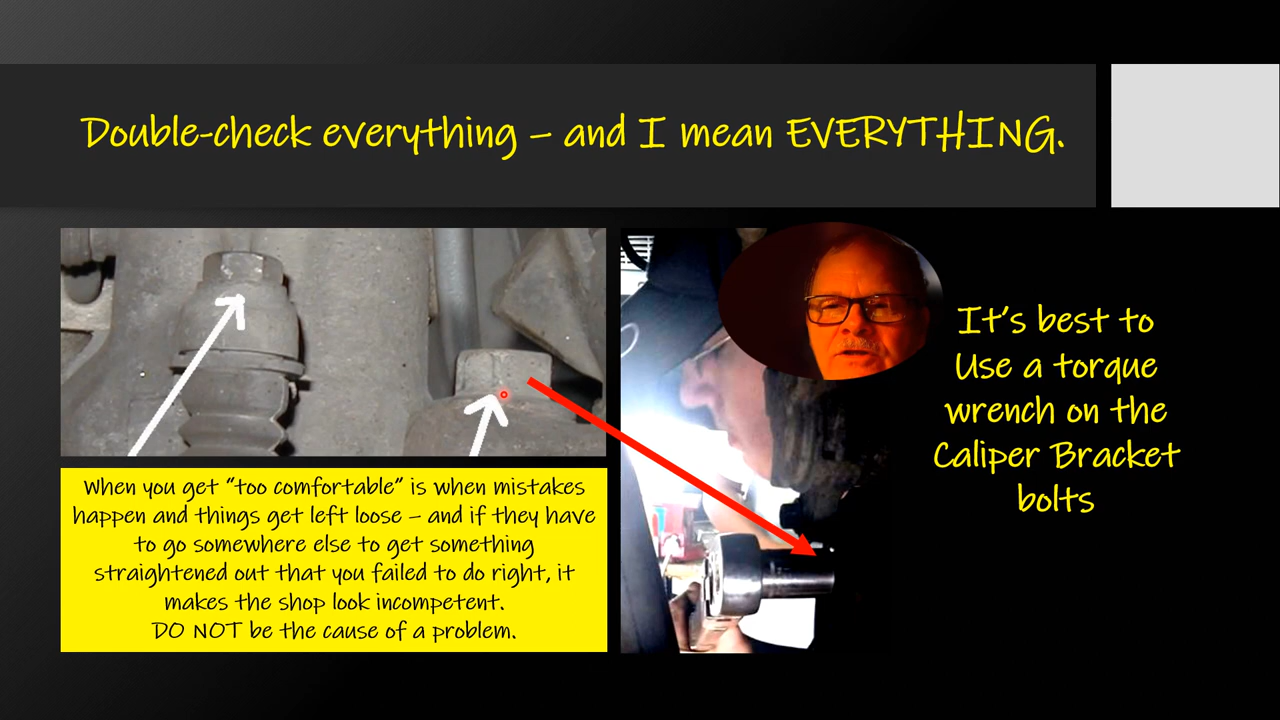 Double-check everything – and I mean EVERYTHING.
When you get “too comfortable” is when mistakes
happen and things get left loose – and if they have
to go somewhere else to get something
straightened out that you failed to do right, it
makes the shop look incompetent.
DO NOT be the cause of a problem.
It’s best to
Use a torque
wrench on the
Caliper Bracket
bolts